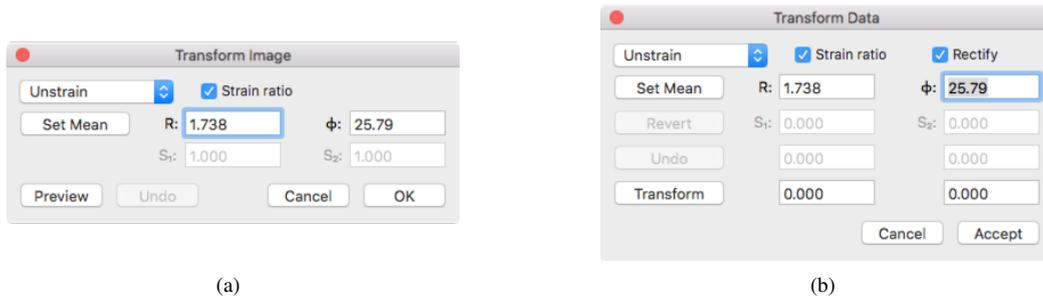 Transform Image
Unstrain Strain ratio
Set Mean R: 1.738 ϕ: 25.79
S₁: 1.000 S₂: 1.000
Preview Undo Cancel OK
(a)
Transform Data
Unstrain Strain ratio Rectify
Set Mean R: 1.738 ϕ: 25.79
Revert S₁: 0.000 S₂: 0.000
Undo 0.000 0.000
Transform 0.000 0.000
Cancel Accept
(b)